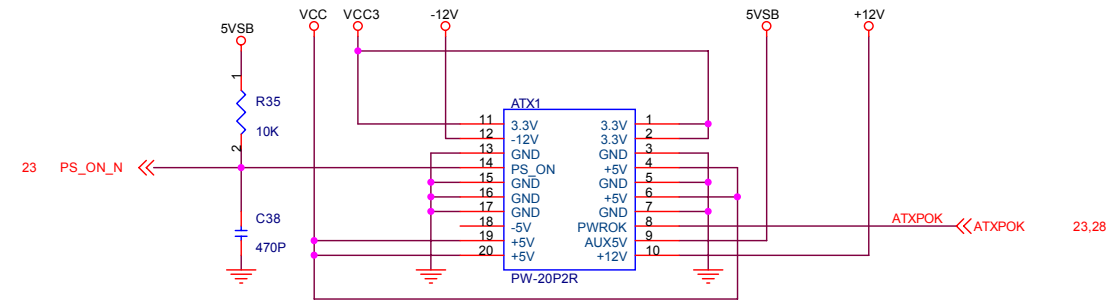 VCC VCC3 -12V 5VSB +12V
5VSB
1
R35
10K
2
ATX1
11 3.3V 3.3V 1
12 -12V 3.3V 2
13 GND GND 3
23 PS_ON_N 14 PS_ON +5V 4
15 GND GND 5
16 GND +5V 6
17 GND GND 7
18 -5V PWROK 8 ATXPOK ATXPOK 23,28
19 +5V AUX5V 9
20 +5V +12V 10
C38
470P
PW-20P2R